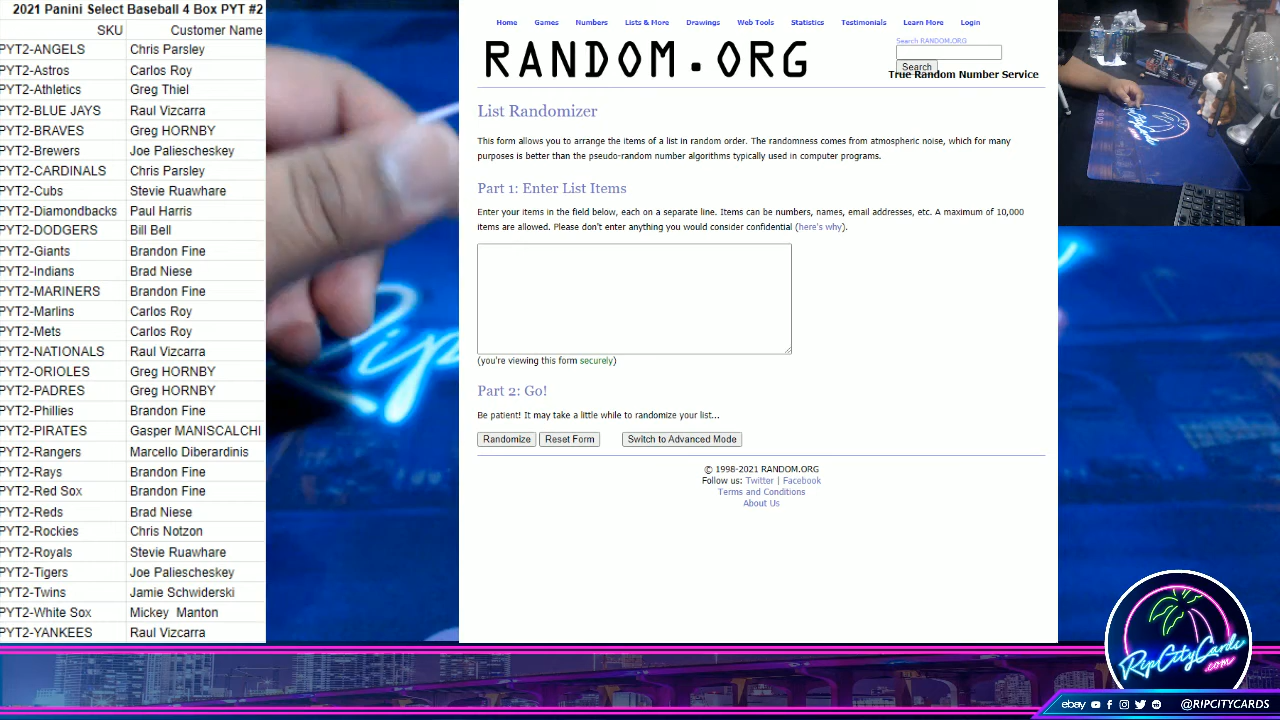 2021 Panini Select Baseball 4 Box PYT #2
SKU Customer Name
PYT2-ANGELS Chris Parsley
PYT2-Astros Carlos Roy
PYT2-Athletics Greg Thiel
PYT2-BLUE JAYS Raul Vizcarra
PYT2-BRAVES Greg HORNBY
PYT2-Brewers Joe Paliescheskey
PYT2-CARDINALS Chris Parsley
PYT2-Cubs Stevie Ruawhare
PYT2-Diamondbacks Paul Harris
PYT2-DODGERS Bill Bell
PYT2-Giants Brandon Fine
PYT2-Indians Brad Niese
PYT2-MARINERS Brandon Fine
PYT2-Marlins Carlos Roy
PYT2-Mets Carlos Roy
PYT2-NATIONALS Raul Vizcarra
PYT2-ORIOLES Greg HORNBY
PYT2-PADRES Greg HORNBY
PYT2-Phillies Brandon Fine
PYT2-PIRATES Gasper MANISCALCHI
PYT2-Rangers Marcello Diberardinis
PYT2-Rays Brandon Fine
PYT2-Red Sox Brandon Fine
PYT2-Reds Brad Niese
PYT2-Rockies Chris Notzon
PYT2-Royals Stevie Ruawhare
PYT2-Tigers Joe Paliescheskey
PYT2-Twins Jamie Schwiderski
PYT2-White Sox Mickey Manton
PYT2-YANKEES Raul Vizcarra
Rip
Home Games Numbers Lists & More Drawings Web Tools Statistics Testimonials Learn More Login
RANDOM.ORG
Search RANDOM.ORG
Search
True Random Number Service
List Randomizer
This form allows you to arrange the items of a list in random order. The randomness comes from atmospheric noise, which for many
purposes is better than the pseudo-random number algorithms typically used in computer programs.
Part 1: Enter List Items
Enter your items in the field below, each on a separate line. Items can be numbers, names, email addresses, etc. A maximum of 10,000
items are allowed. Please don't enter anything you would consider confidential (here's why).
(you're viewing this form securely)
Part 2: Go!
Be patient! It may take a little while to randomize your list...
Randomize Reset Form Switch to Advanced Mode
© 1998-2021 RANDOM.ORG
Follow us: Twitter | Facebook
Terms and Conditions
About Us
RipCityCards
.com
ebay @RIPCITYCARDS